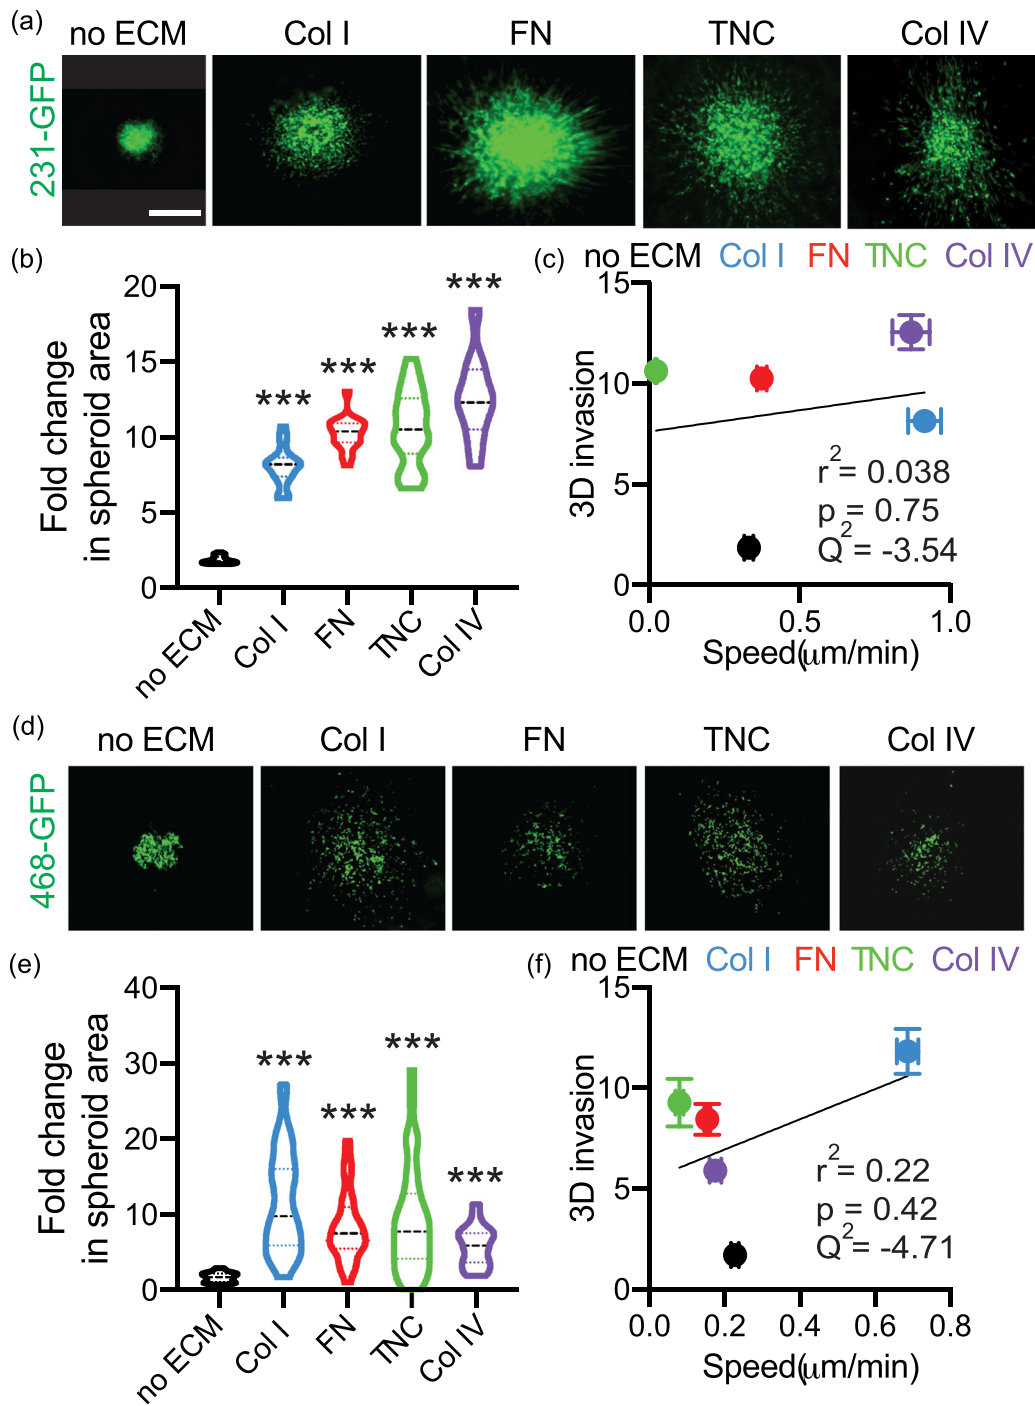 (a)
no ECM Col I FN TNC Col IV
231-GFP
(b)
Fold change
in spheroid area
20
15
10
5
0
*** *** *** ***
no ECM Col I FN TNC Col IV
(c) no ECM Col I FN TNC Col IV
3D invasion
15
10
5
0
r2= 0.038
p = 0.75
Q2= -3.54
0.0 0.5 1.0
Speed(μm/min)
(d)
no ECM Col I FN TNC Col IV
468-GFP
(e)
Fold change
in spheroid area
40
30
20
10
0
*** *** *** ***
no ECM Col I FN TNC Col IV
(f) no ECM Col I FN TNC Col IV
3D invasion
15
10
5
0
r2= 0.22
p = 0.42
Q2= -4.71
0.0 0.2 0.4 0.6 0.8
Speed(μm/min)